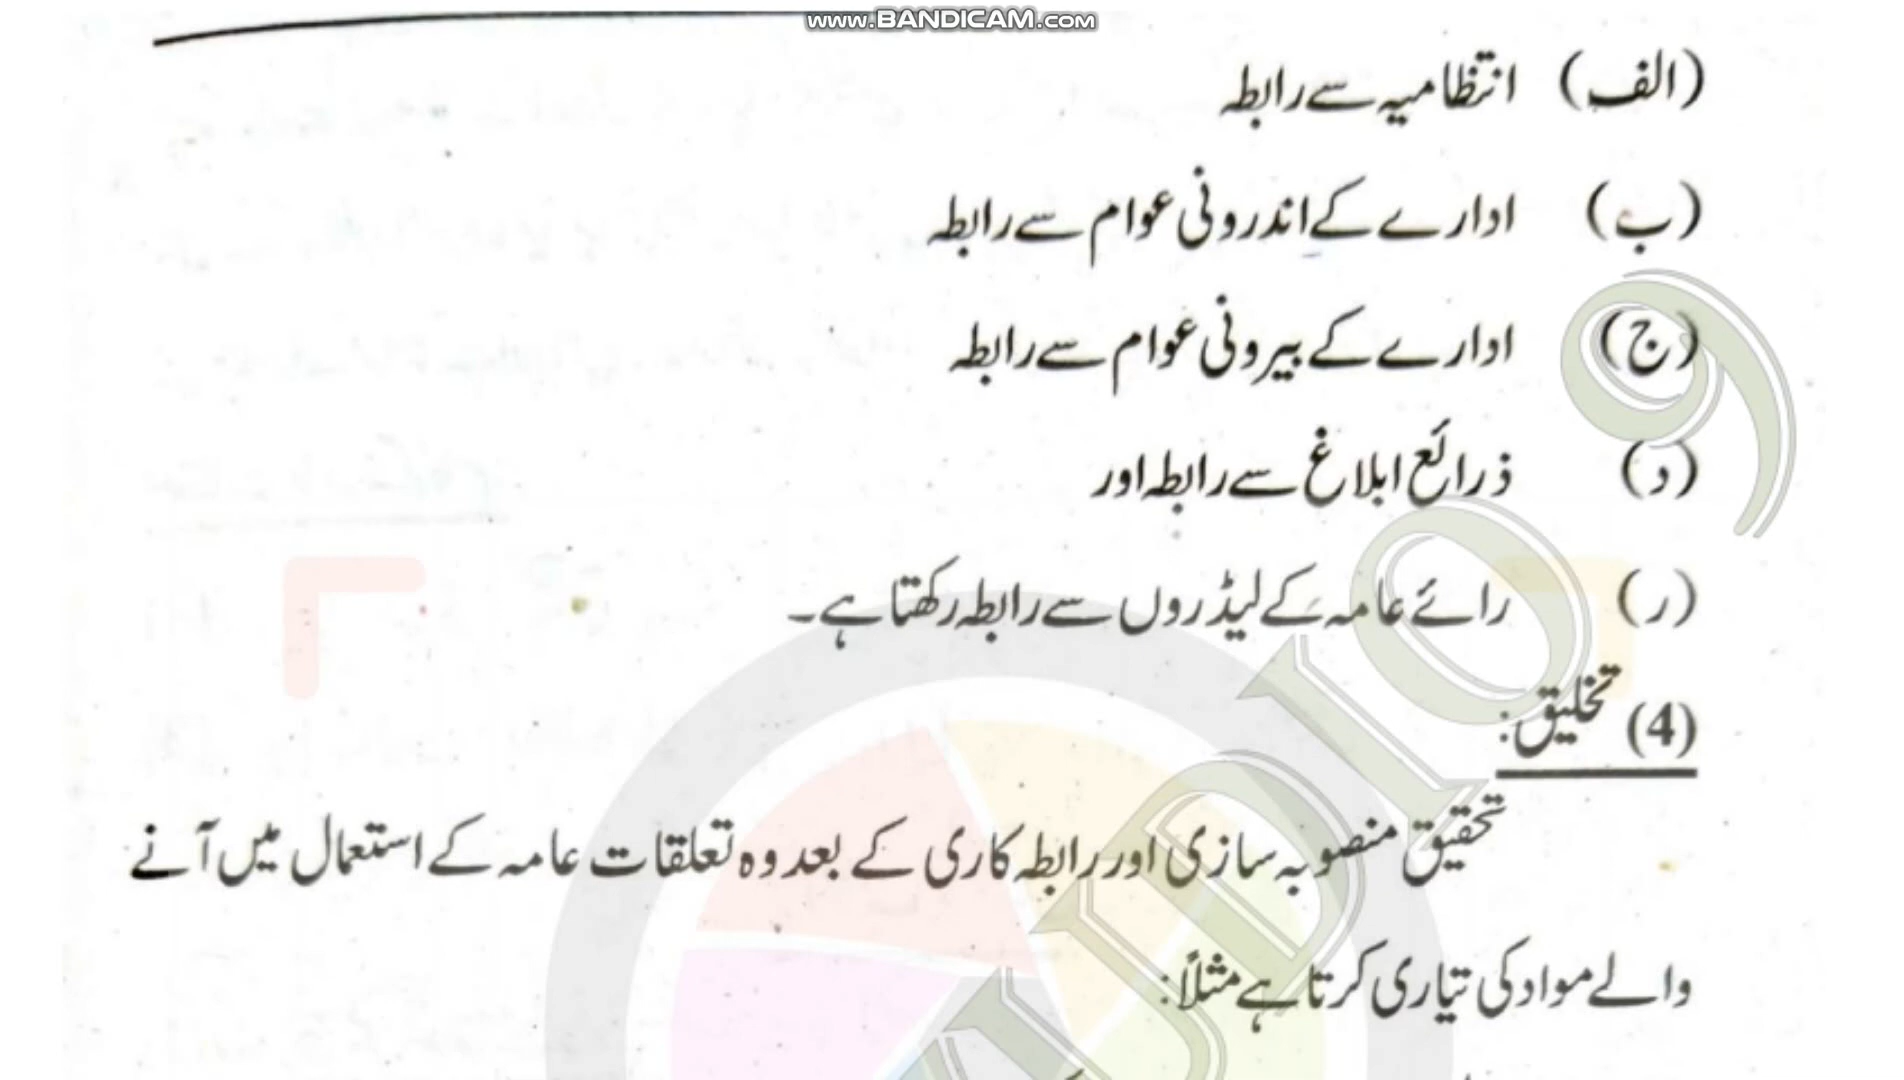 www.BANDICAM.com
(الف) انتظامیہ سے رابطہ
(ب) ادارے کے اندرونی عوام سے رابطہ
(ج) ادارے کے بیرونی عوام سے رابطہ
(د) ذرائع ابلاغ سے رابطہ اور
(ر) رائے عامہ کے لیڈروں سے رابطہ رکھتا ہے۔
(4) تخلیق:
تحقیق منصوبہ سازی اور رابطہ کاری کے بعد وہ تعلقات عامہ کے استعمال میں آنے
والے مواد کی تیاری کرتا ہے مثلاً:
UDIO 9